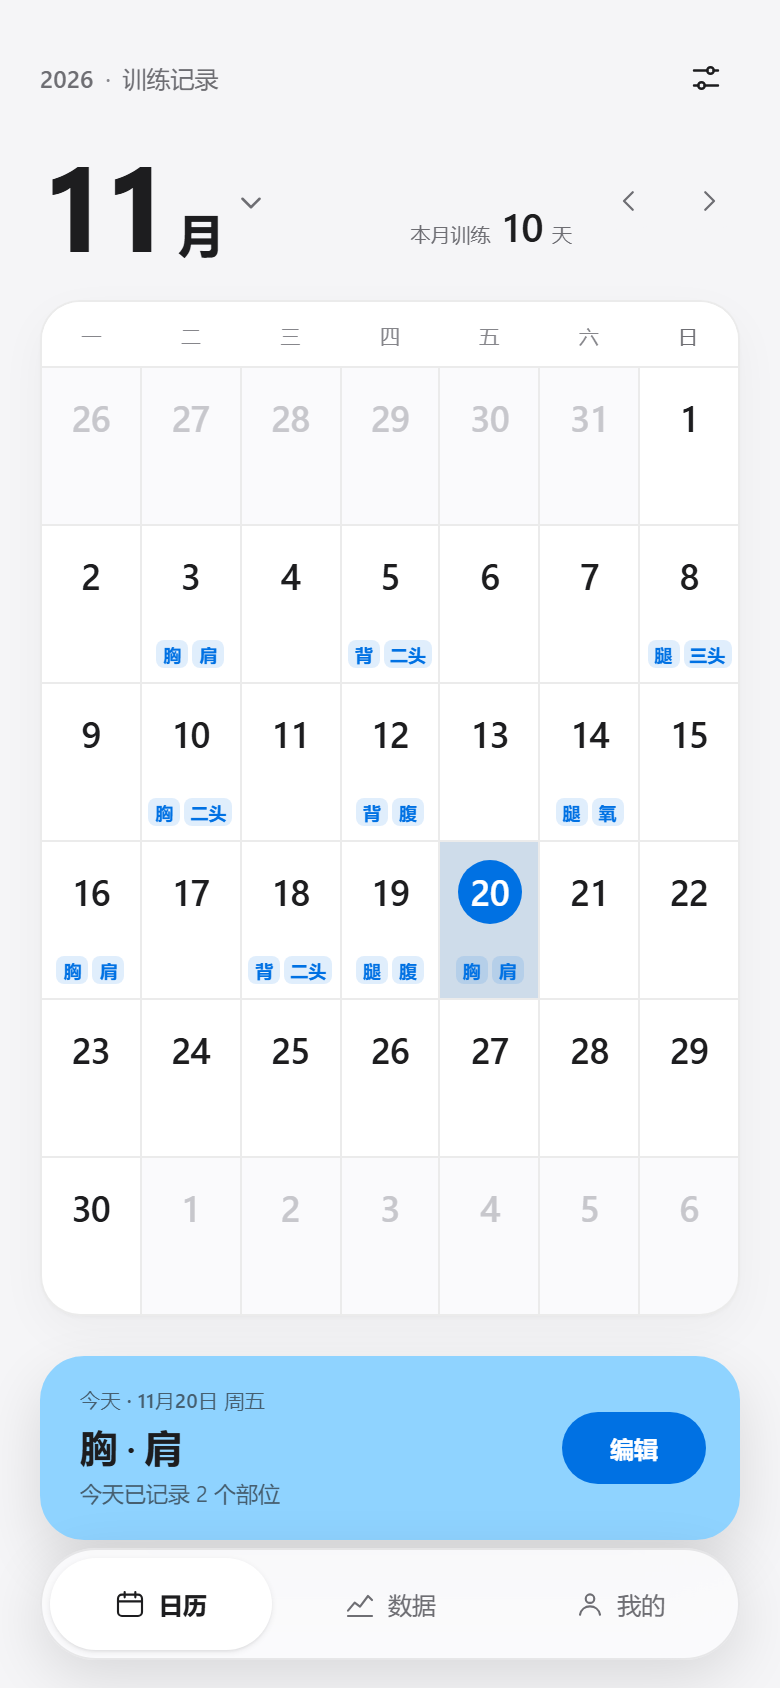 2026 · 训练记录
11月
本月训练 10 天
一 二 三 四 五 六 日
26 27 28 29 30 31 1
2 3 4 5 6 7 8
胸 肩 背 二头 腿 三头
9 10 11 12 13 14 15
胸 二头 背 腹 腿 氧
16 17 18 19 20 21 22
胸 肩 背 二头 腿 腹 胸 肩
23 24 25 26 27 28 29
30 1 2 3 4 5 6
今天 · 11月20日 周五
胸 · 肩
编辑
今天已记录 2 个部位
日历 数据 我的